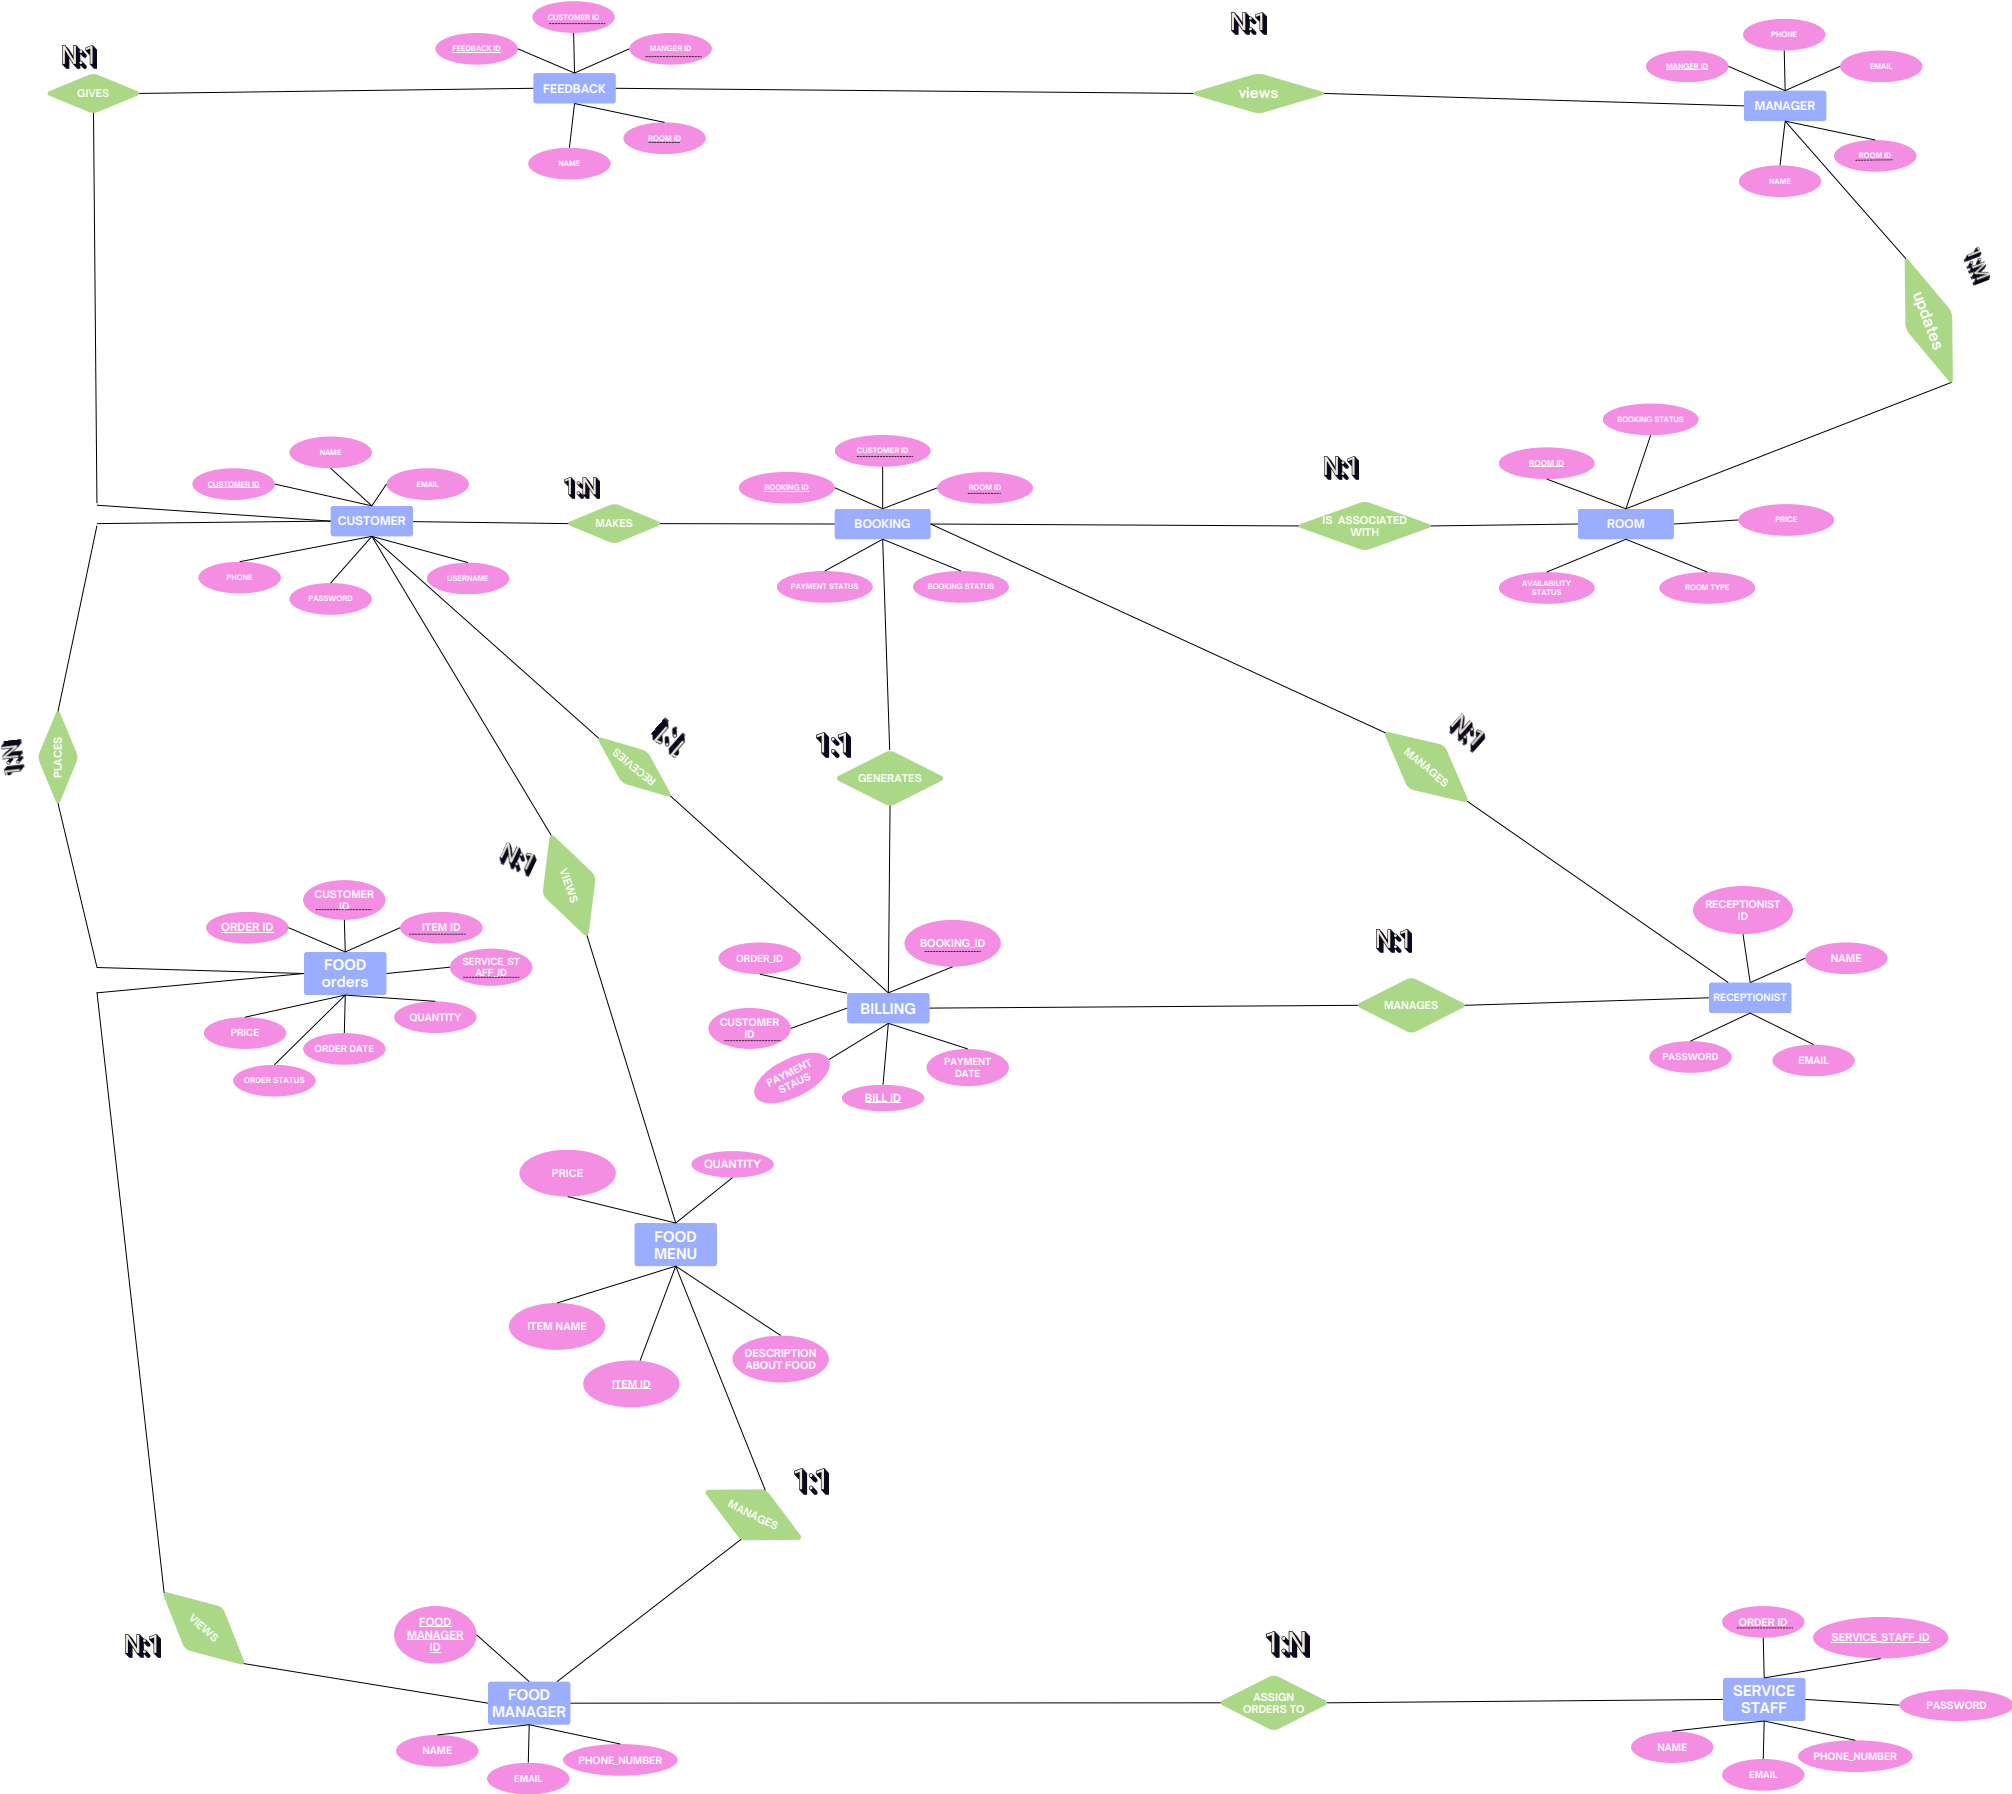 CUSTOMER ID
N:1
FEEDBACK ID
MANGER ID
FEEDBACK
GIVES
ROOM ID
NAME
N:1
views
PHONE
MANGER ID
EMAIL
MANAGER
ROOM ID
NAME
1:M
updates
NAME
CUSTOMER ID
EMAIL
CUSTOMER
PHONE
PASSWORD
USERNAME
1:N
MAKES
CUSTOMER ID
BOOKING ID
ROOM ID
BOOKING
PAYMENT STATUS
BOOKING STATUS
N:1
IS ASSOCIATED
WITH
BOOKING STATUS
ROOM ID
PRICE
ROOM
AVAILABILITY
STATUS
ROOM TYPE
PLACES
RECEVIES
1:1
GENERATES
N:1
MANAGES
N:1
VIEWS
CUSTOMER
ID
ORDER ID
ITEM ID
SERVICE_ST
AFF_ID
FOOD
orders
QUANTITY
PRICE
ORDER DATE
ORDER STATUS
BOOKING_ID
ORDER_ID
BILLING
CUSTOMER
ID
PAYMENT
STAUS
BILL ID
PAYMENT
DATE
N:1
MANAGES
RECEPTIONIST
ID
NAME
RECEPTIONIST
PASSWORD
EMAIL
PRICE
QUANTITY
FOOD
MENU
ITEM NAME
DESCRIPTION
ABOUT FOOD
ITEM ID
1:1
MANAGES
VIEWS
N:1
FOOD
MANAGER
ID
FOOD
MANAGER
NAME
EMAIL
PHONE_NUMBER
1:N
ASSIGN
ORDERS TO
ORDER ID
SERVICE_STAFF_ID
SERVICE
STAFF
PASSWORD
NAME
EMAIL
PHONE_NUMBER